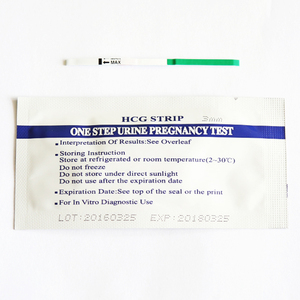 MAX
HCG STRIP 3mm
ONE STEP URINE PREGNANCY TEST
Interpretation Of Results:See Overleaf
Storing Instruction
Store at refrigerated or room temperature(2~30℃)
Do not freeze
Do not store under direct sunlight
Do not use after the expiration date
Expiration Date:See top of the seal or the print
For In Vitro Diagnostic Use
LOT:20160325 EXP:20180325